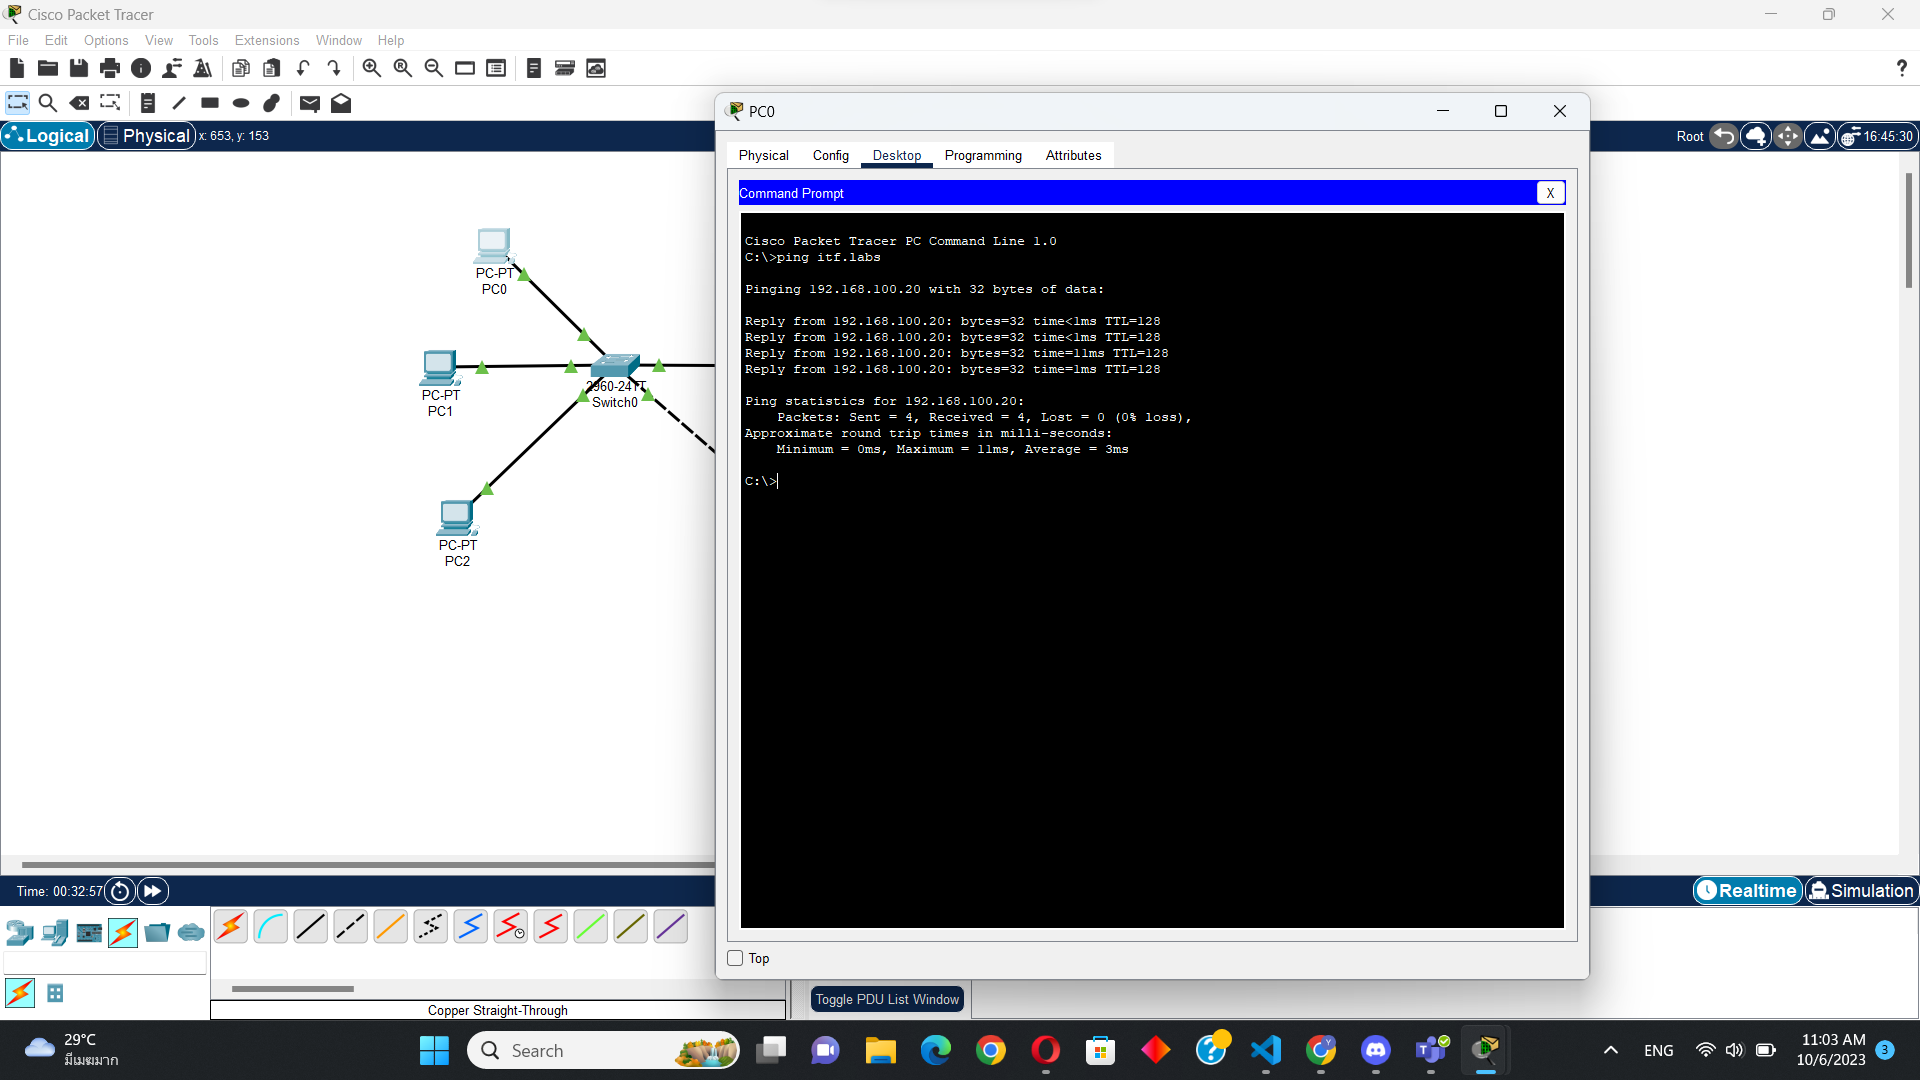 Cisco Packet Tracer
File Edit Options View Tools Extensions Window Help
Logical Physical x: 653, y: 153
Root 16:45:30
PC-PT
PC0
PC-PT
PC1
2960-24TT
Switch0
PC-PT
PC2
PC0
Physical Config Desktop Programming Attributes
Command Prompt X
Cisco Packet Tracer PC Command Line 1.0
C:\>ping itf.labs
Pinging 192.168.100.20 with 32 bytes of data:
Reply from 192.168.100.20: bytes=32 time<1ms TTL=128
Reply from 192.168.100.20: bytes=32 time<1ms TTL=128
Reply from 192.168.100.20: bytes=32 time=11ms TTL=128
Reply from 192.168.100.20: bytes=32 time=1ms TTL=128
Ping statistics for 192.168.100.20:
Packets: Sent = 4, Received = 4, Lost = 0 (0% loss),
Approximate round trip times in milli-seconds:
Minimum = 0ms, Maximum = 11ms, Average = 3ms
C:\>
Top
Time: 00:32:57
Realtime Simulation
Copper Straight-Through
Toggle PDU List Window
29°C
มีเมฆมาก
Search
ENG
11:03 AM
10/6/2023
3